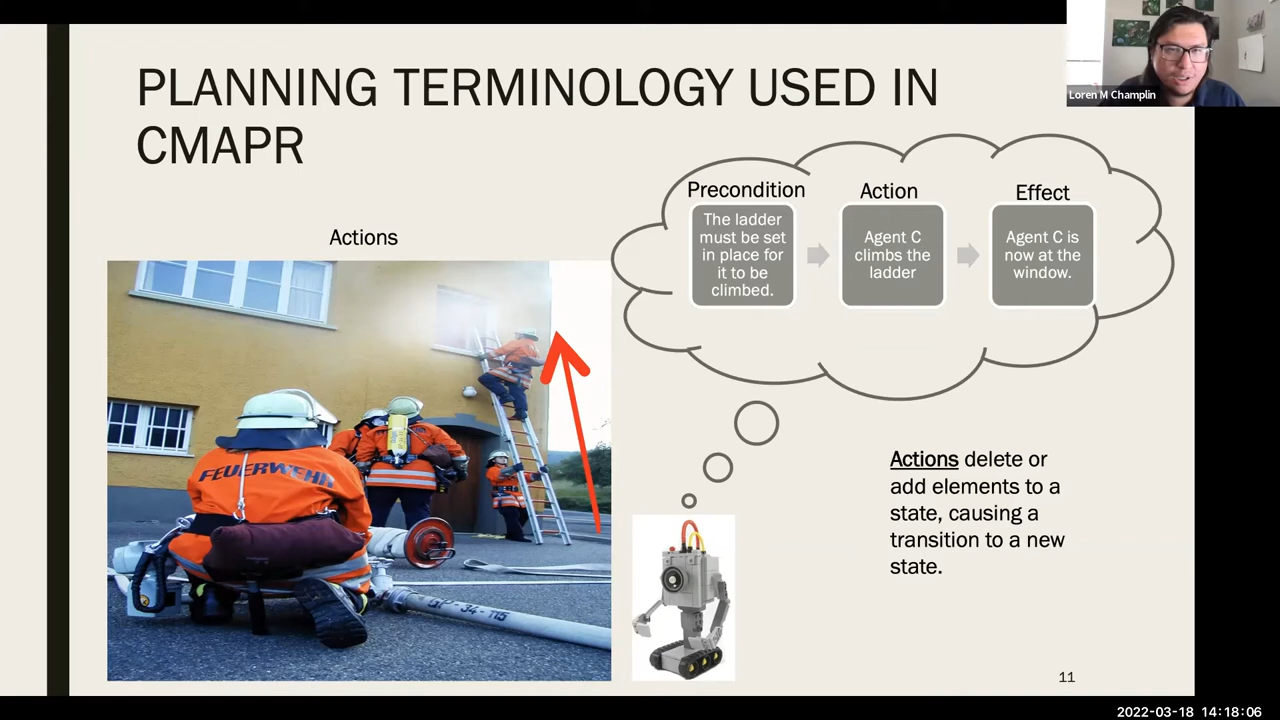 PLANNING TERMINOLOGY USED IN
CMAPR
Loren M Champlin
Actions
Precondition
The ladder
must be set
in place for
it to be
climbed.
Action
Agent C
climbs the
ladder
Effect
Agent C is
now at the
window.
FEUERWEHR
Actions delete or
add elements to a
state, causing a
transition to a new
state.
11
2022-03-18 14:18:06